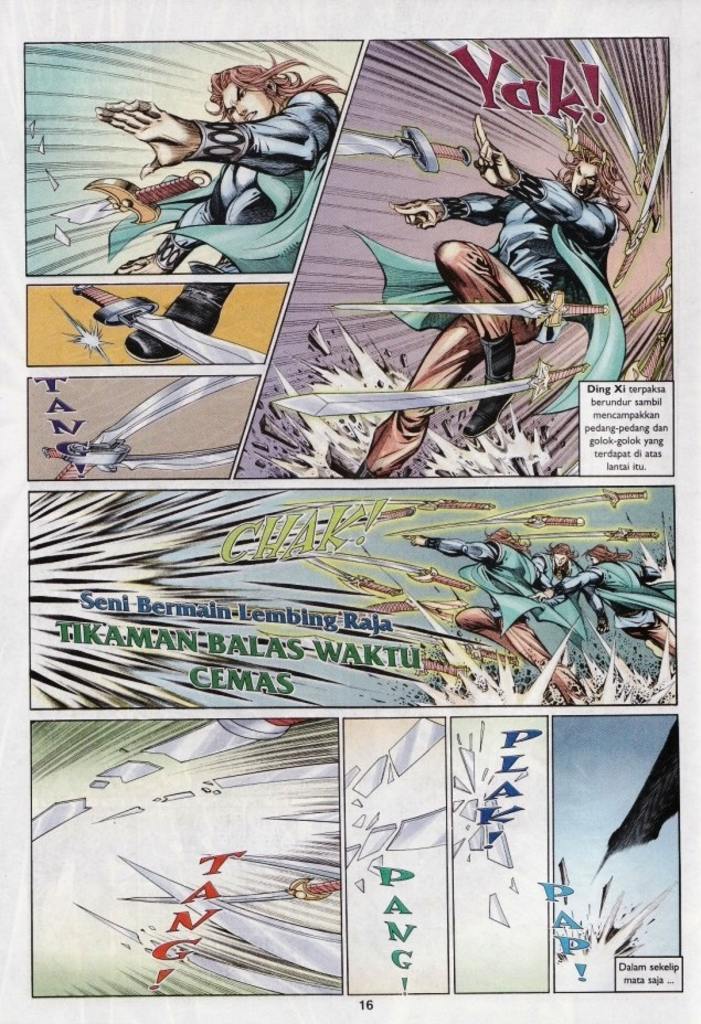 Yak!
Ding Xi terpaksa
berundur sambil
mencampakkan
pedang-pedang dan
golok-golok yang
terdapat di atas
lantai itu.
TANG!
CHAK!
Seni Bermain Lembing Raja
TIKAMAN BALAS WAKTU
CEMAS
TANG!
PANG!
PLAK!
PAP!
Dalam sekelip
mata saja ...
16